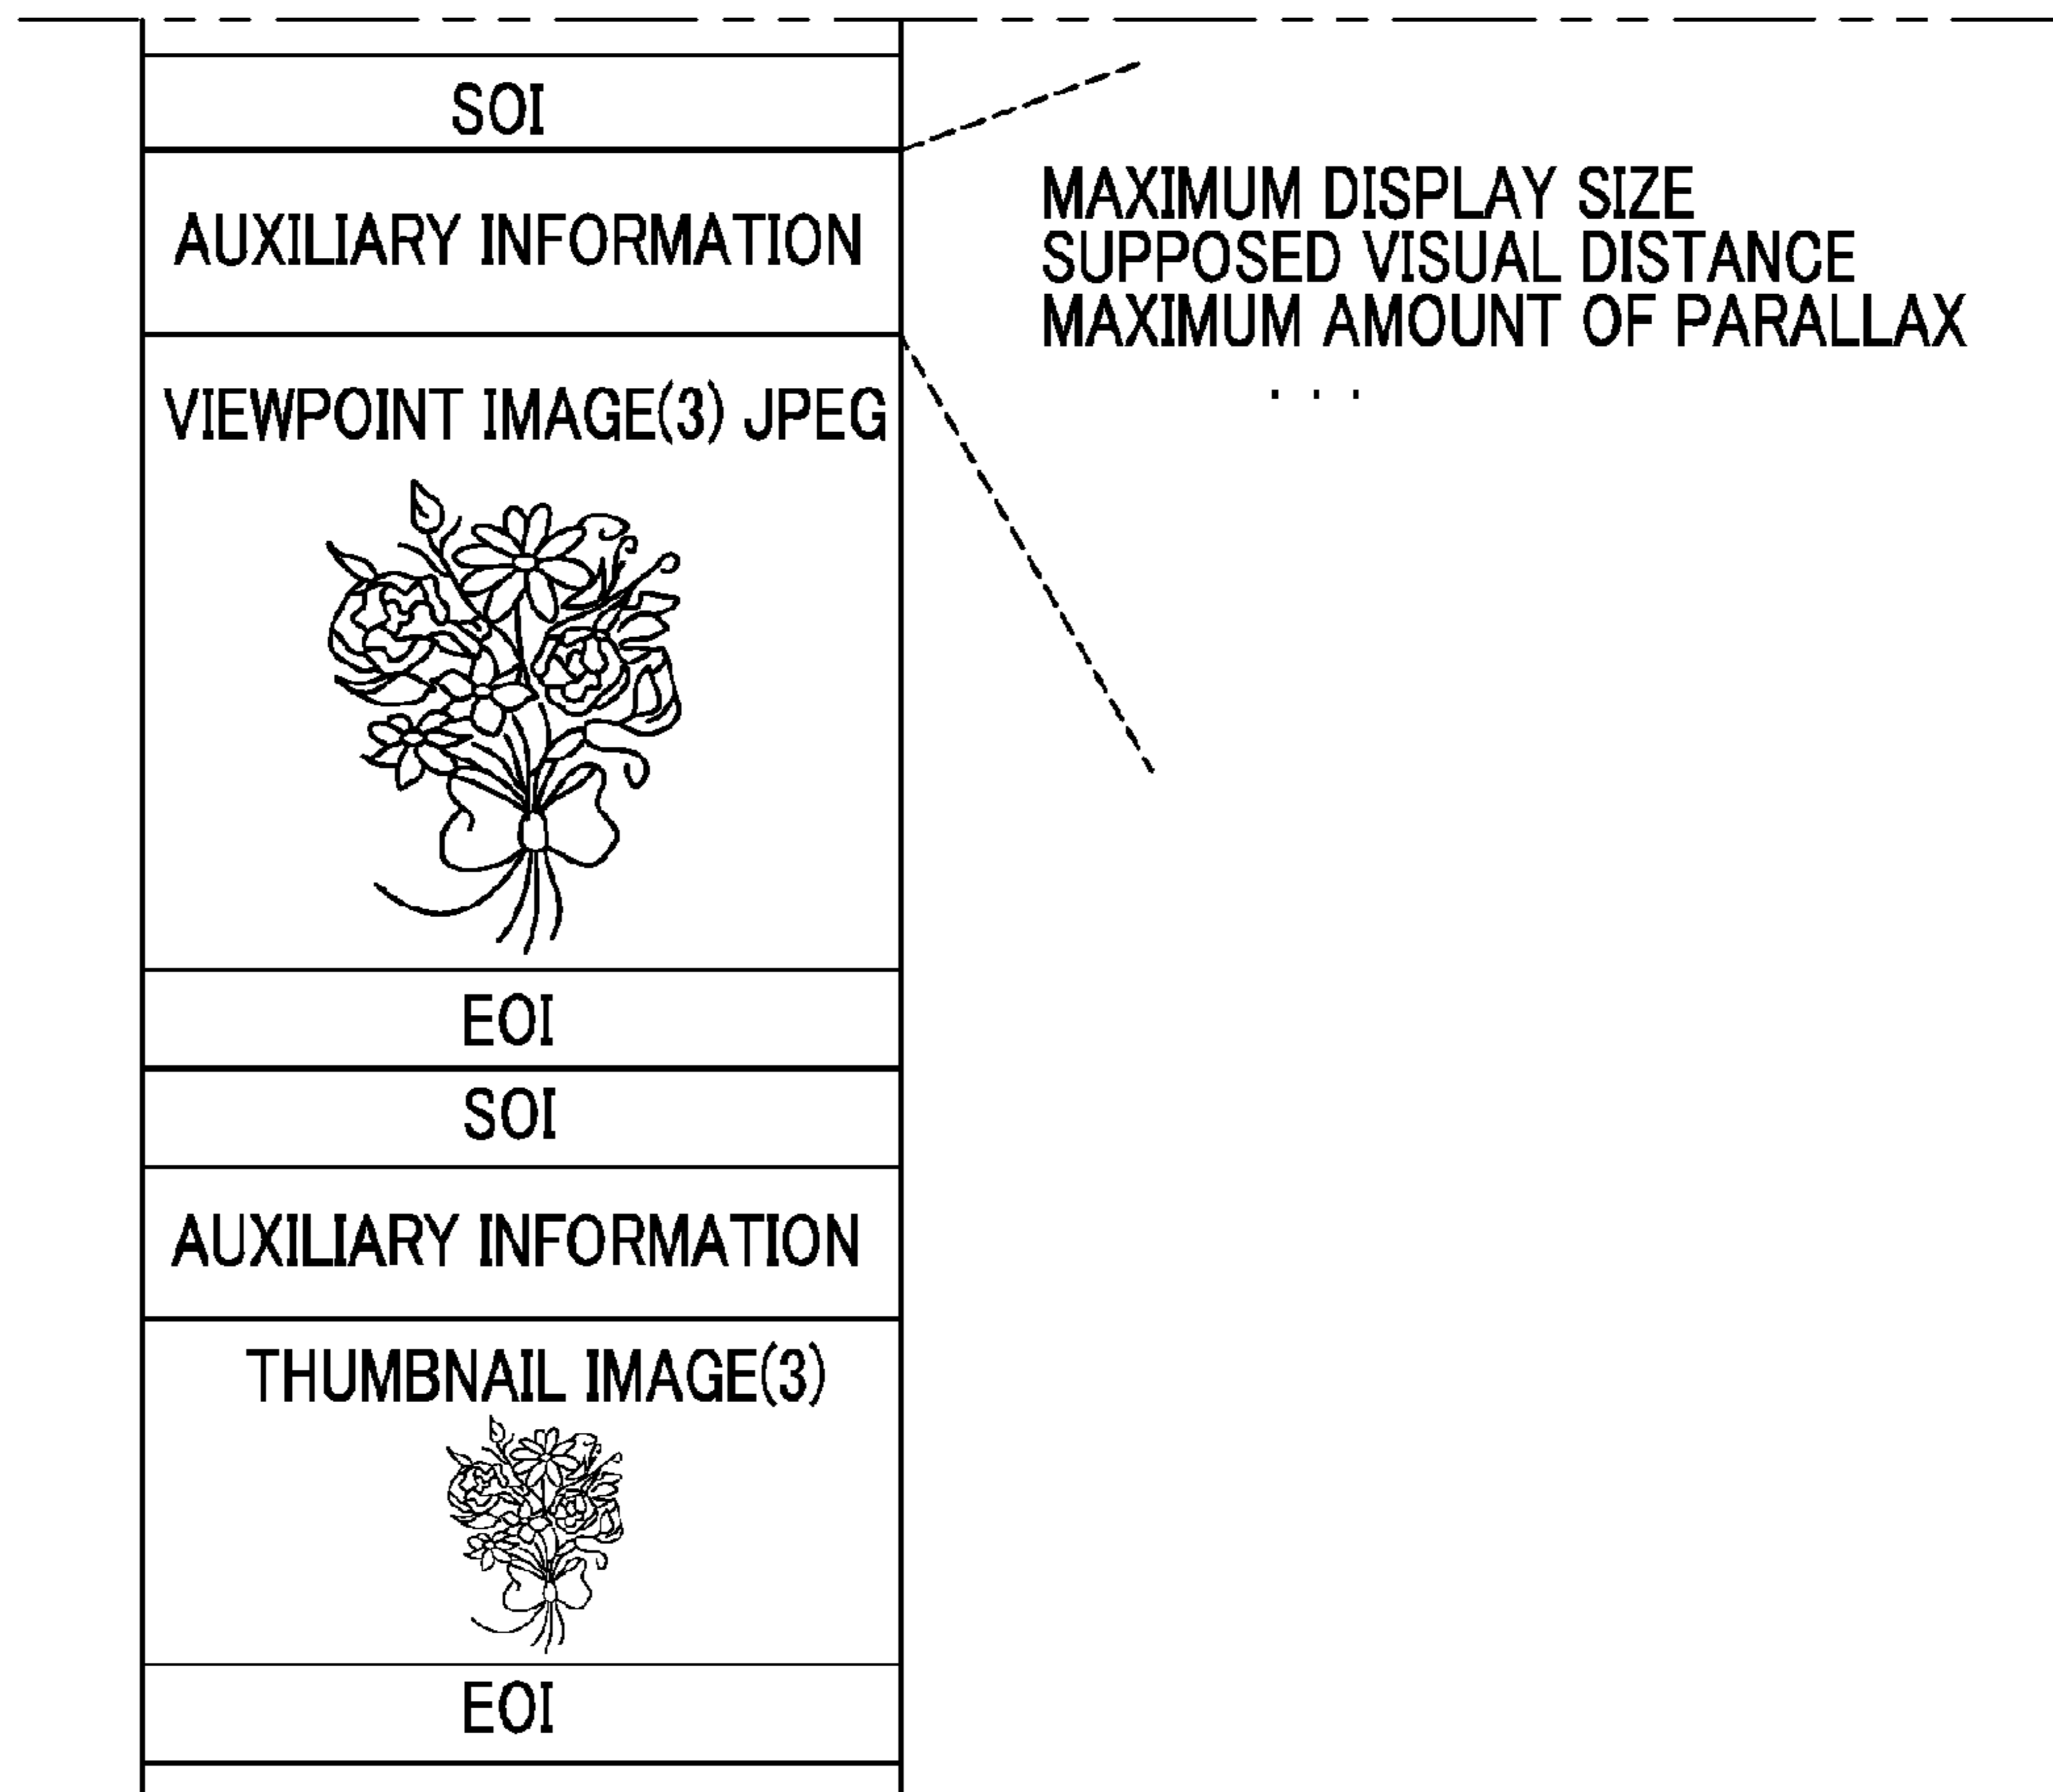 SOI
AUXILIARY INFORMATION
MAXIMUM DISPLAY SIZE
SUPPOSED VISUAL DISTANCE
MAXIMUM AMOUNT OF PARALLAX
. . .
VIEWPOINT IMAGE(3) JPEG
EOI
SOI
AUXILIARY INFORMATION
THUMBNAIL IMAGE(3)
EOI